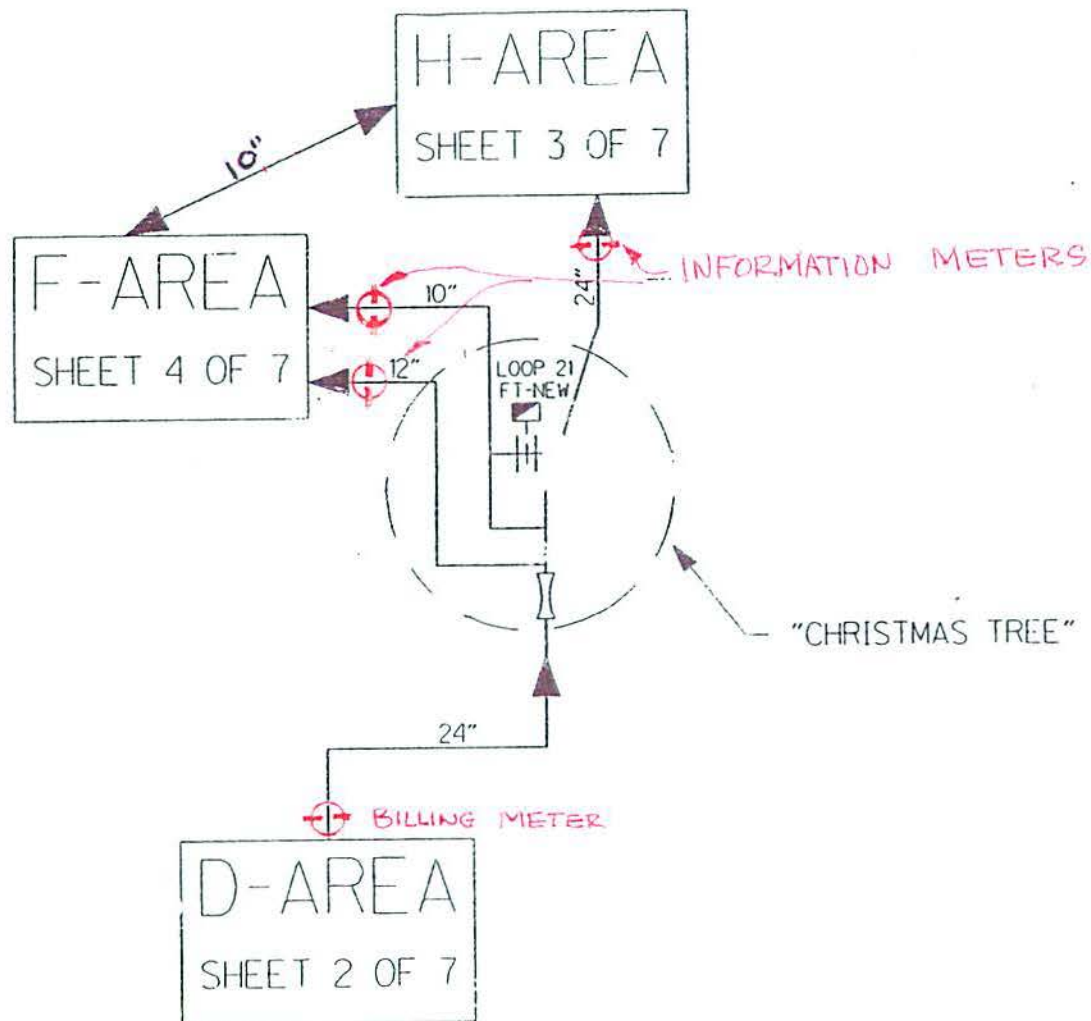 H-AREA
SHEET 3 OF 7
10"
F-AREA
SHEET 4 OF 7
INFORMATION METERS
24"
10"
12"
LOOP 21
FT-NEW
"CHRISTMAS TREE"
24"
BILLING METER
D-AREA
SHEET 2 OF 7